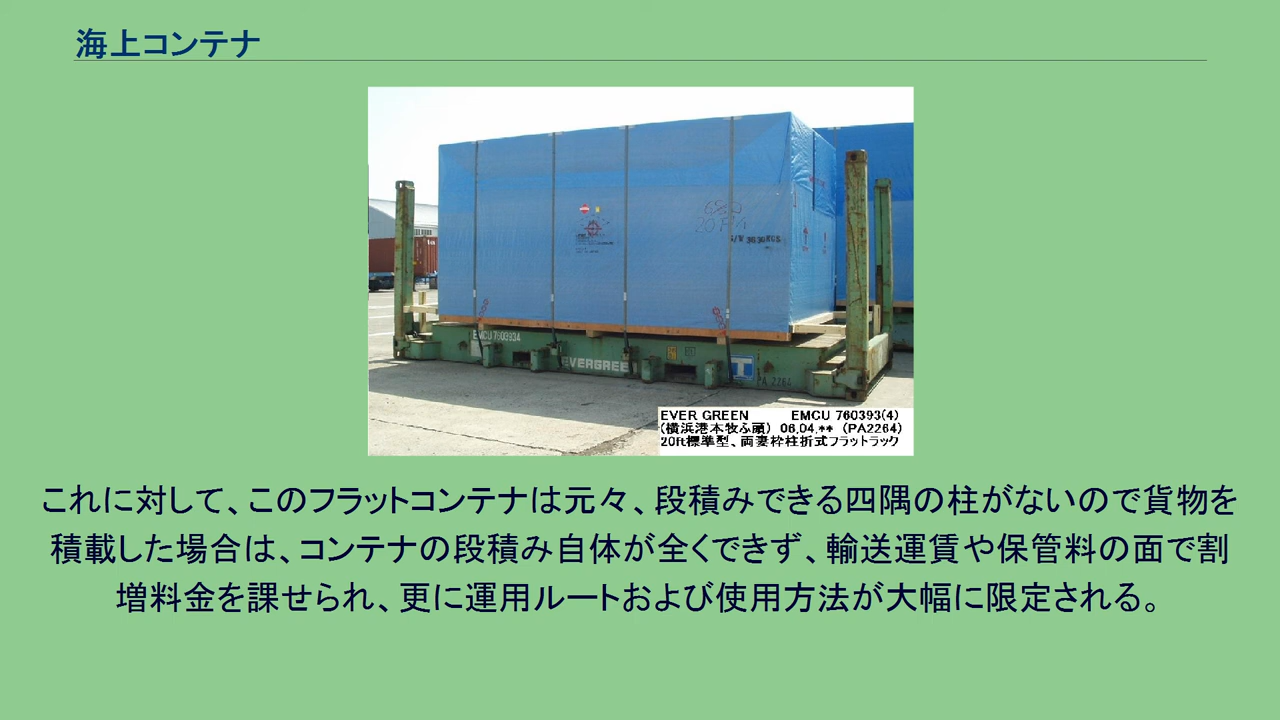 海上コンテナ
EMCU 7603934
EVERGREE
PA 2264
EVER GREEN EMCU 760393(4)
(横浜港本牧ふ頭) 06,04,** (PA2264)
20ft標準型、両妻枠柱折式フラットラック
これに対して、このフラットコンテナは元々、段積みできる四隅の柱がないので貨物を
積載した場合は、コンテナの段積み自体が全くできず、輸送運賃や保管料の面で割
増料金を課せられ、更に運用ルートおよび使用方法が大幅に限定される。